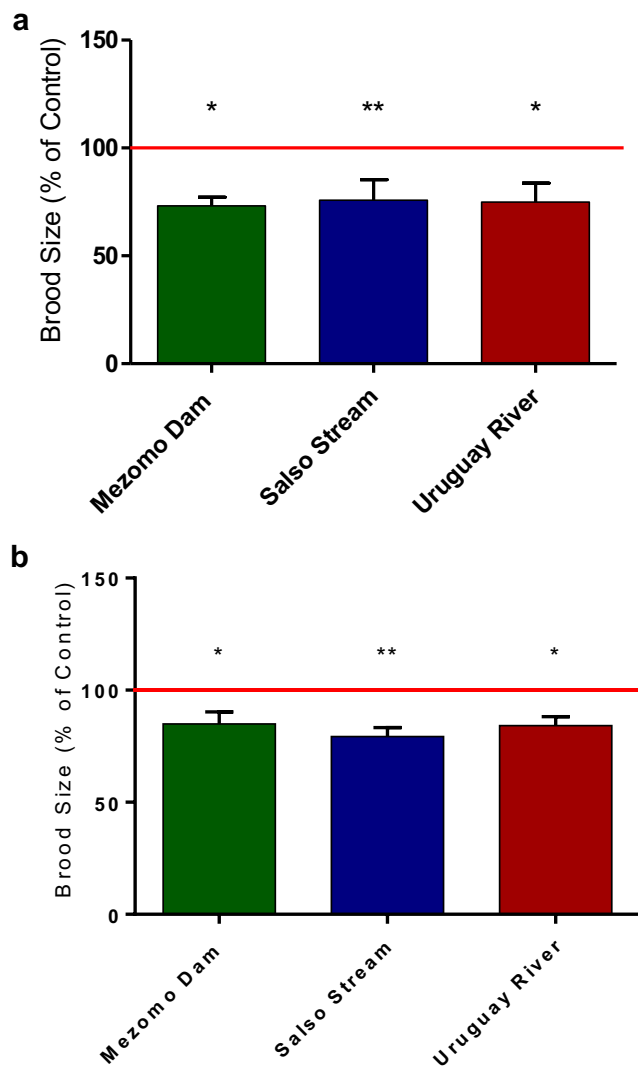 a
Brood Size (% of Control)
150
100
50
0
* ** *
Mezomo Dam
Salso Stream
Uruguay River
b
Brood Size (% of Control)
150
100
50
0
* ** *
Mezomo Dam
Salso Stream
Uruguay River